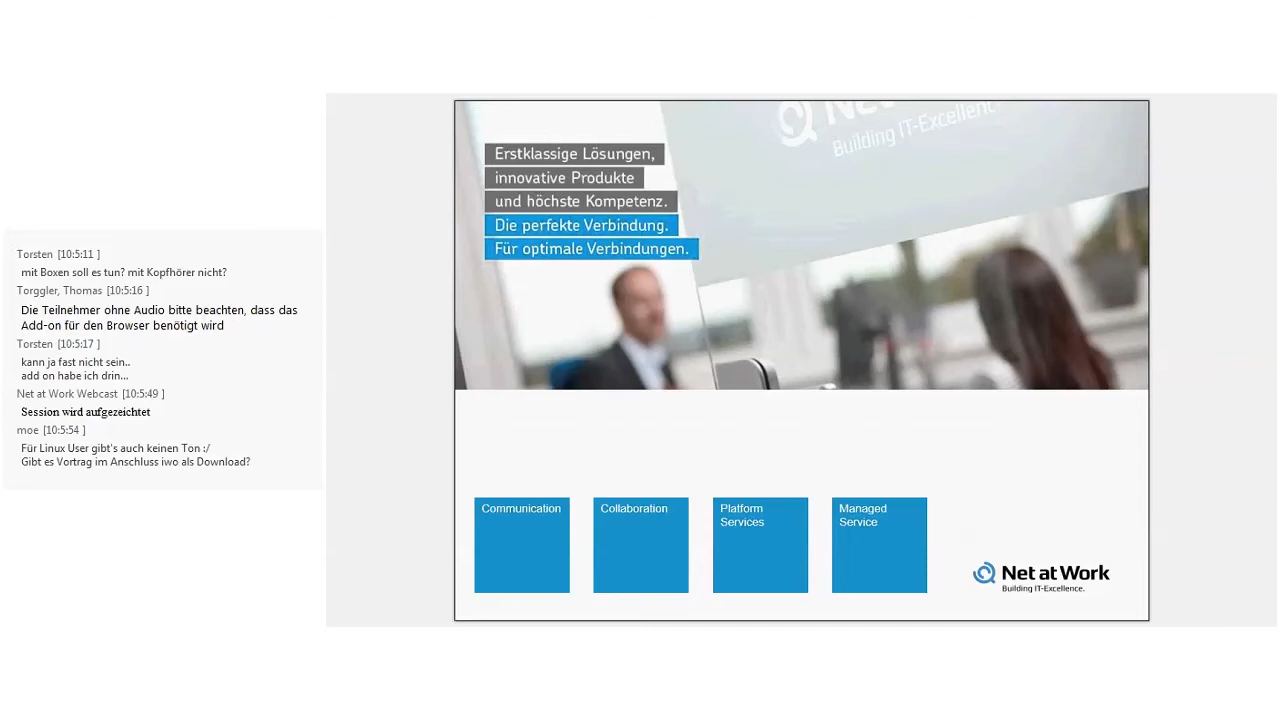 Torsten [10:5:11 ]
mit Boxen soll es tun? mit Kopfhörer nicht?
Torggler, Thomas [10:5:16 ]
Die Teilnehmer ohne Audio bitte beachten, dass das
Add-on für den Browser benötigt wird
Torsten [10:5:17 ]
kann ja fast nicht sein..
add on habe ich drin...
Net at Work Webcast [10:5:49 ]
Session wird aufgezeichtet
moe [10:5:54 ]
Für Linux User gibt's auch keinen Ton :/
Gibt es Vortrag im Anschluss iwo als Download?
Building IT-Excellenc
Erstklassige Lösungen,
innovative Produkte
und höchste Kompetenz.
Die perfekte Verbindung.
Für optimale Verbindungen.
Communication
Collaboration
Platform
Services
Managed
Service
Net at Work
Building IT-Excellence.